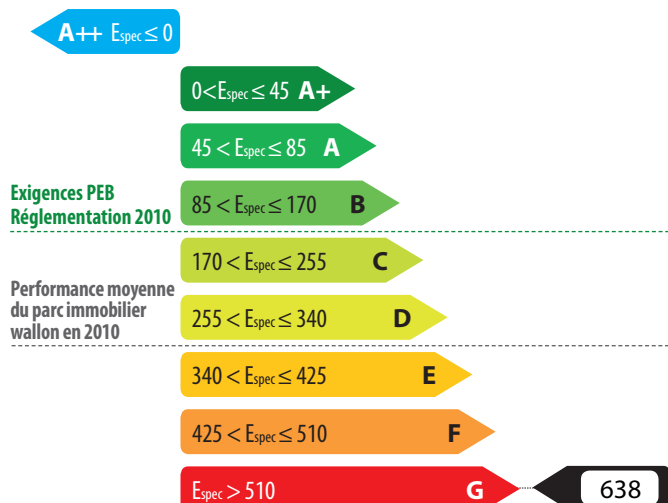 A++ Espec ≤ 0
0<Espec ≤ 45 A+
45 < Espec ≤ 85 A
Exigences PEB
Réglementation 2010
85 < Espec ≤ 170 B
170 < Espec ≤ 255 C
Performance moyenne
du parc immobilier
wallon en 2010
255 < Espec ≤ 340 D
340 < Espec ≤ 425 E
425 < Espec ≤ 510 F
Espec > 510 G
638